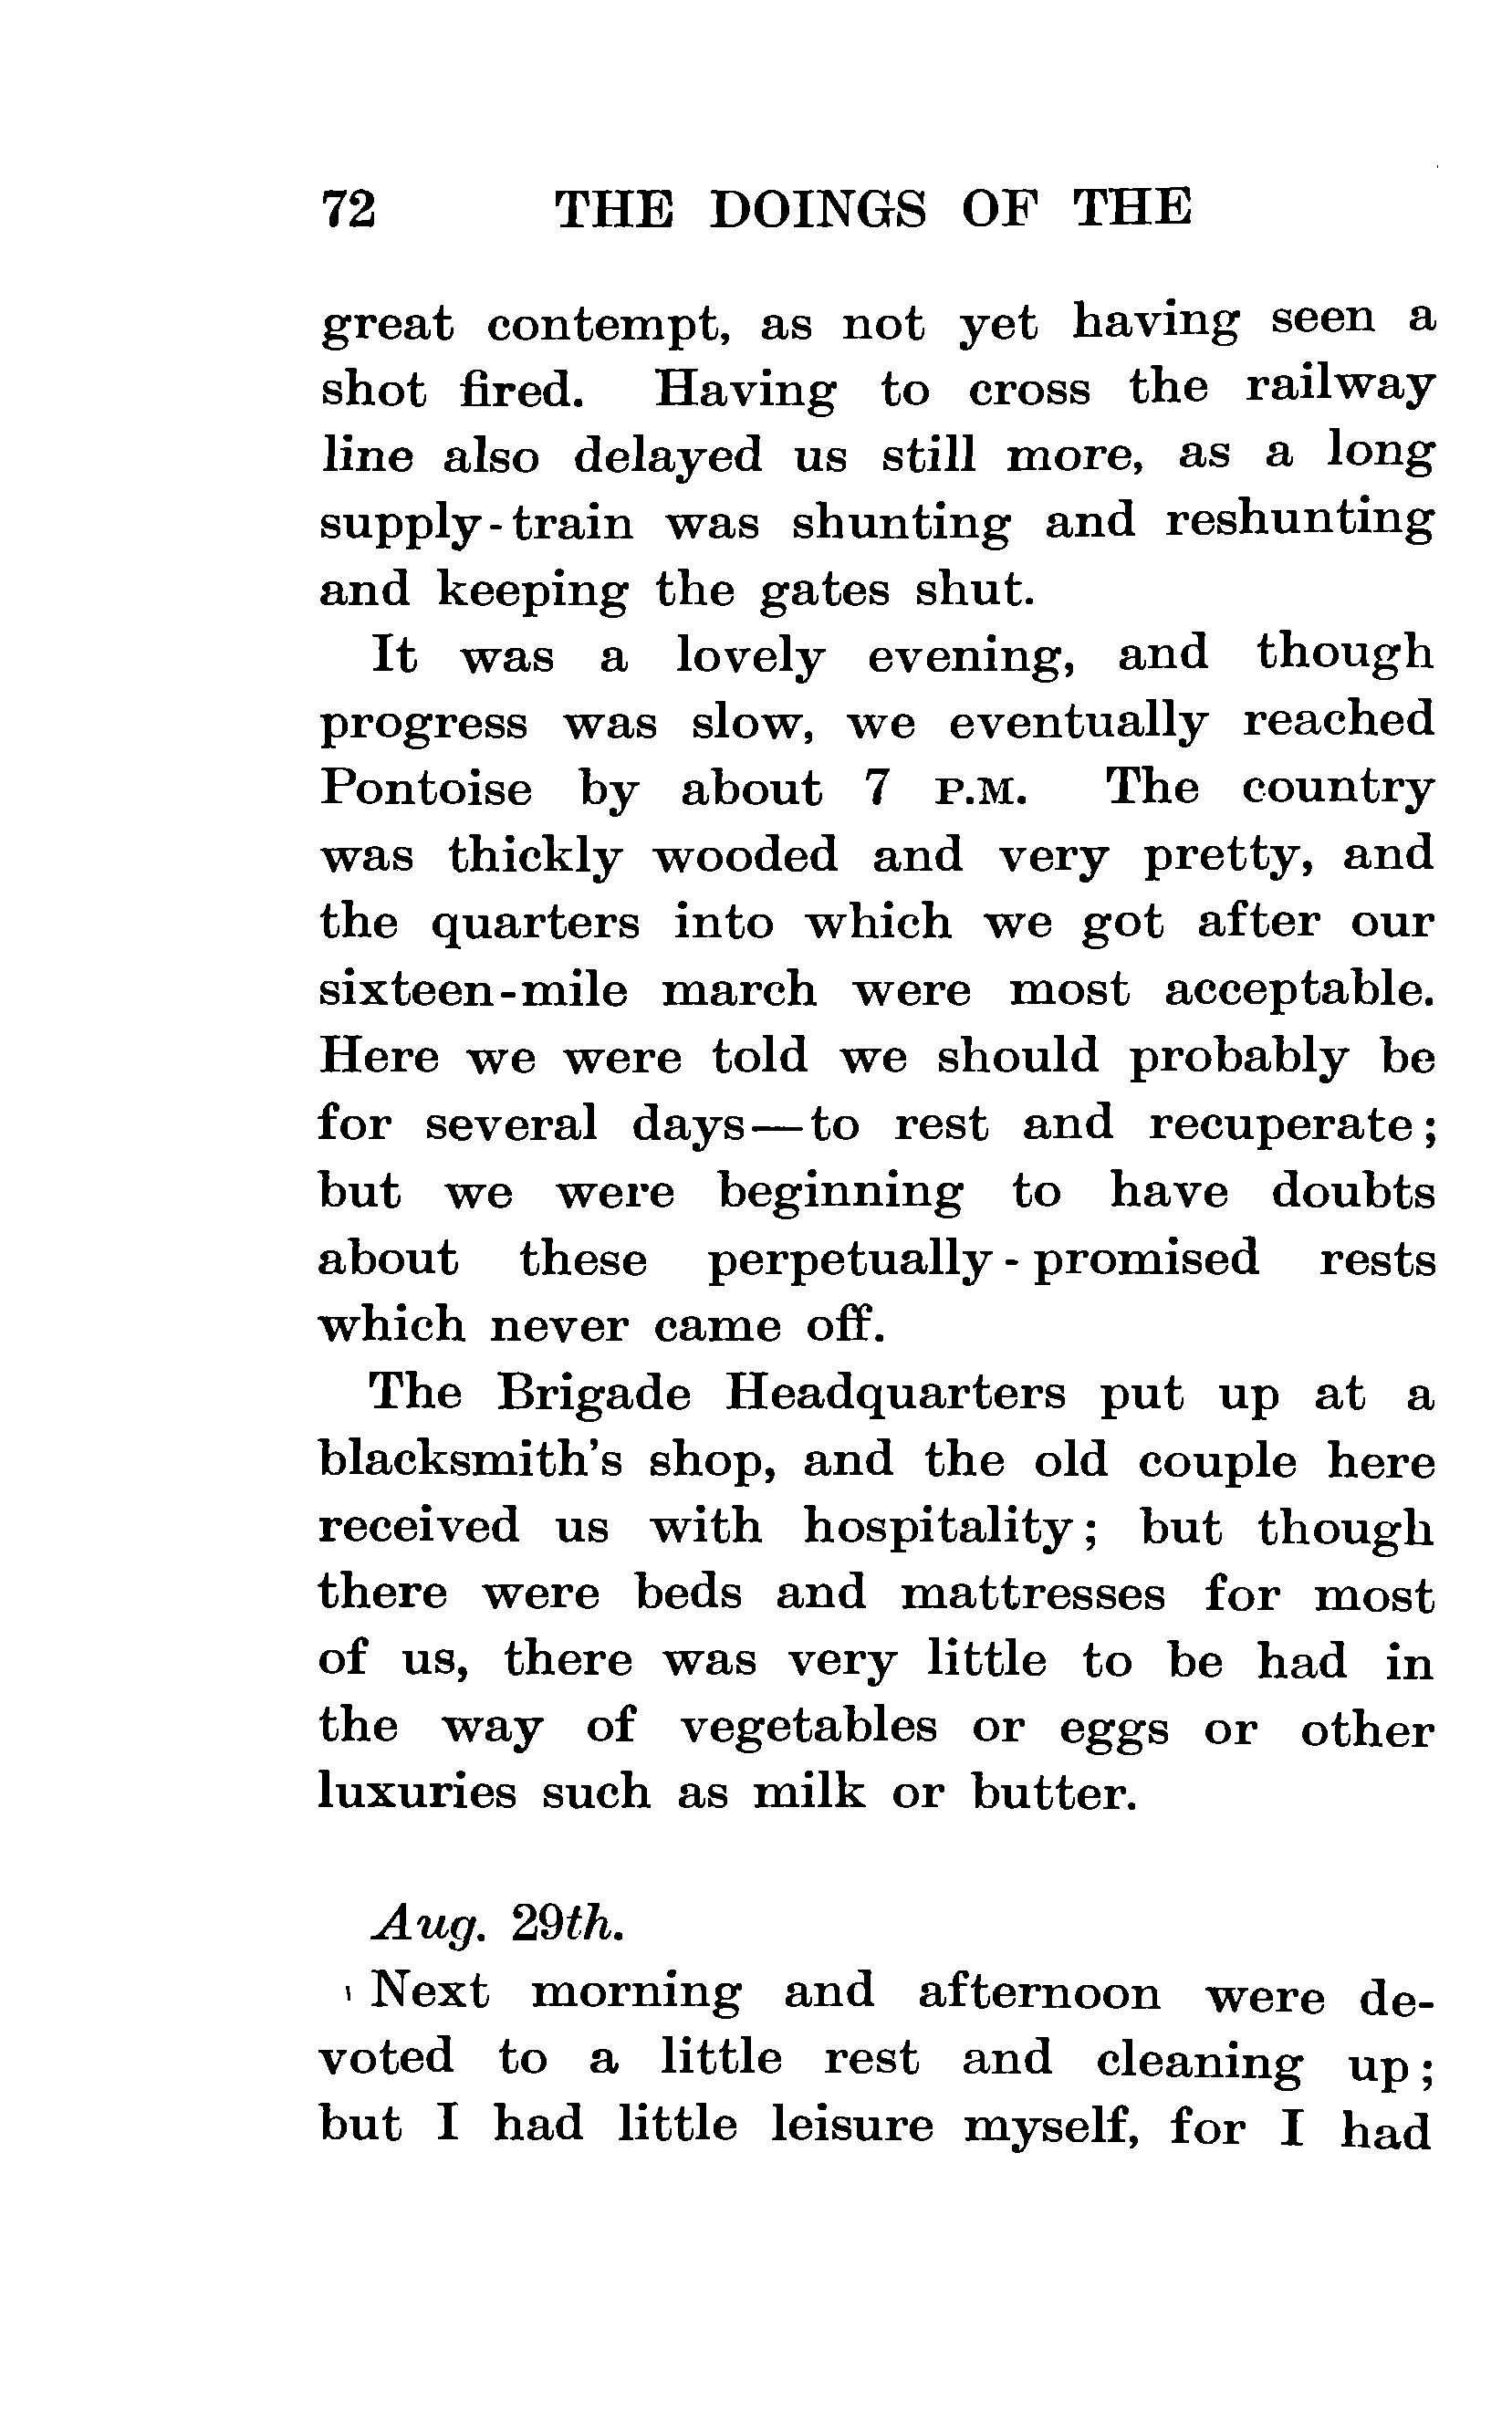 72 THE DOINGS OF THE
great contempt, as not yet having seen a
shot fired. Having to cross the railway
line also delayed us still more, as a long
supply-train was shunting and reshunting
and keeping the gates shut.
It was a lovely evening, and though
progress was slow, we eventually reached
Pontoise by about 7 P.M. The country
was thickly wooded and very pretty, and
the quarters into which we got after our
sixteen-mile march were most acceptable.
Here we were told we should probably be
for several days—to rest and recuperate;
but we were beginning to have doubts
about these perpetually-promised rests
which never came off.
The Brigade Headquarters put up at a
blacksmith's shop, and the old couple here
received us with hospitality; but though
there were beds and mattresses for most
of us, there was very little to be had in
the way of vegetables or eggs or other
luxuries such as milk or butter.
Aug. 29th.
Next morning and afternoon were de-
voted to a little rest and cleaning up;
but I had little leisure myself, for I had